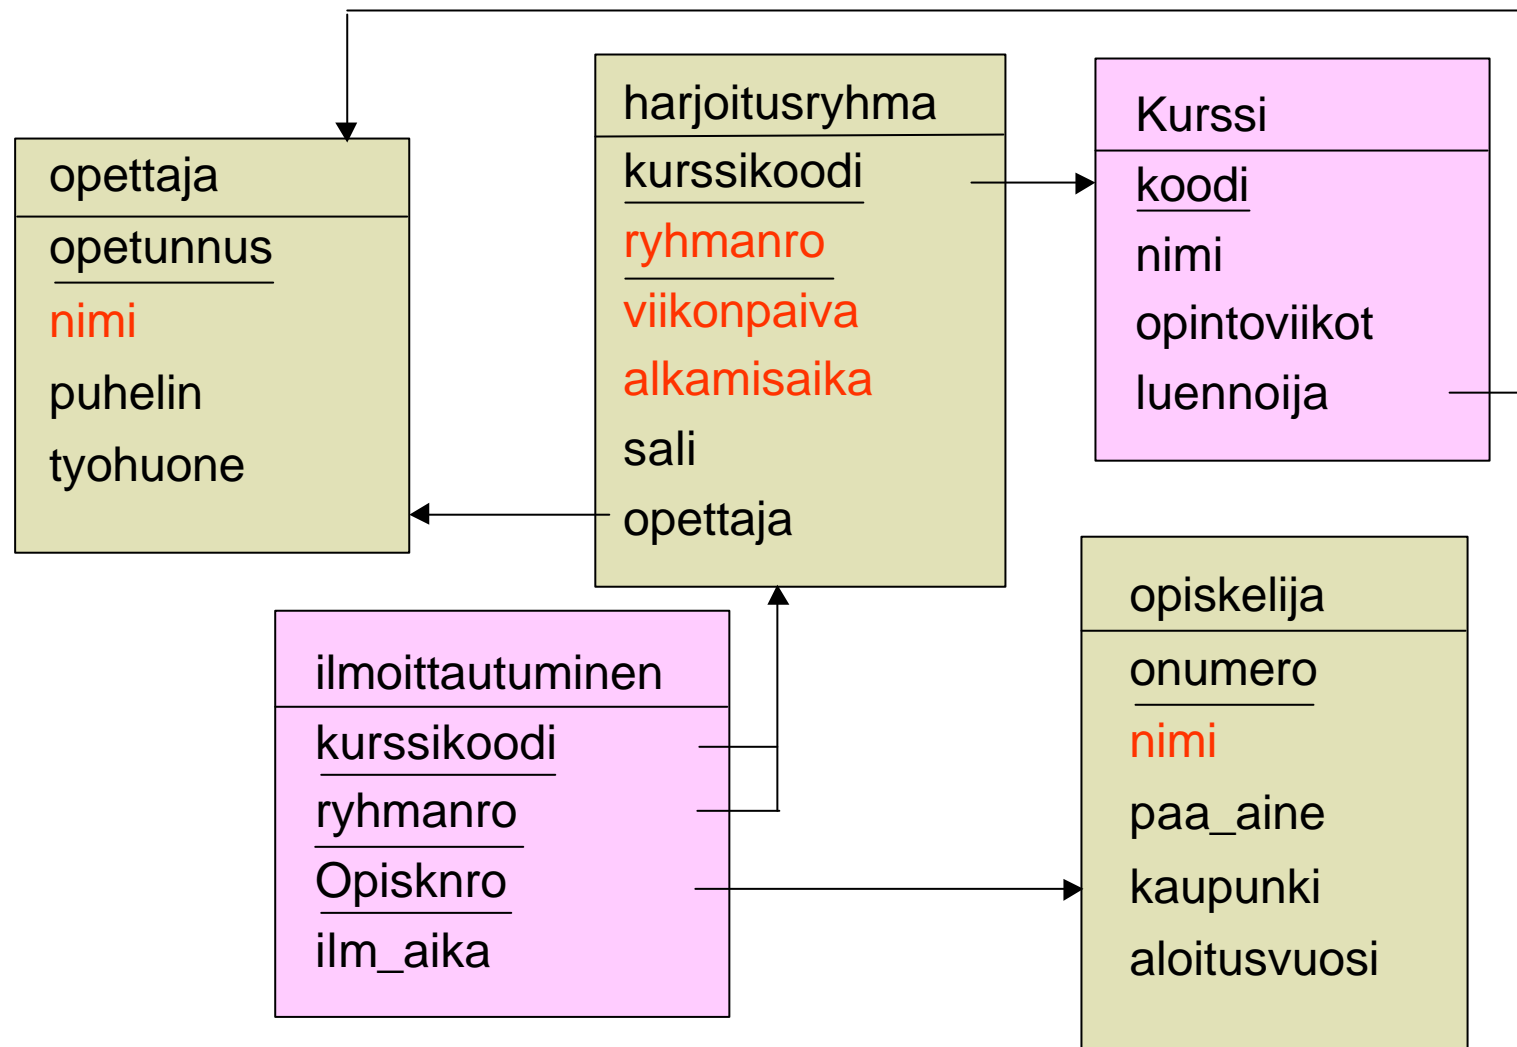 opettaja
opetunnus
nimi
puhelin
tyohuone
harjoitusryhma
kurssikoodi
ryhmanro
viikonpaiva
alkamisaika
sali
opettaja
Kurssi
koodi
nimi
opintoviikot
luennoija
ilmoittautuminen
kurssikoodi
ryhmanro
Opisknro
ilm_aika
opiskelija
onumero
nimi
paa_aine
kaupunki
aloitusvuosi